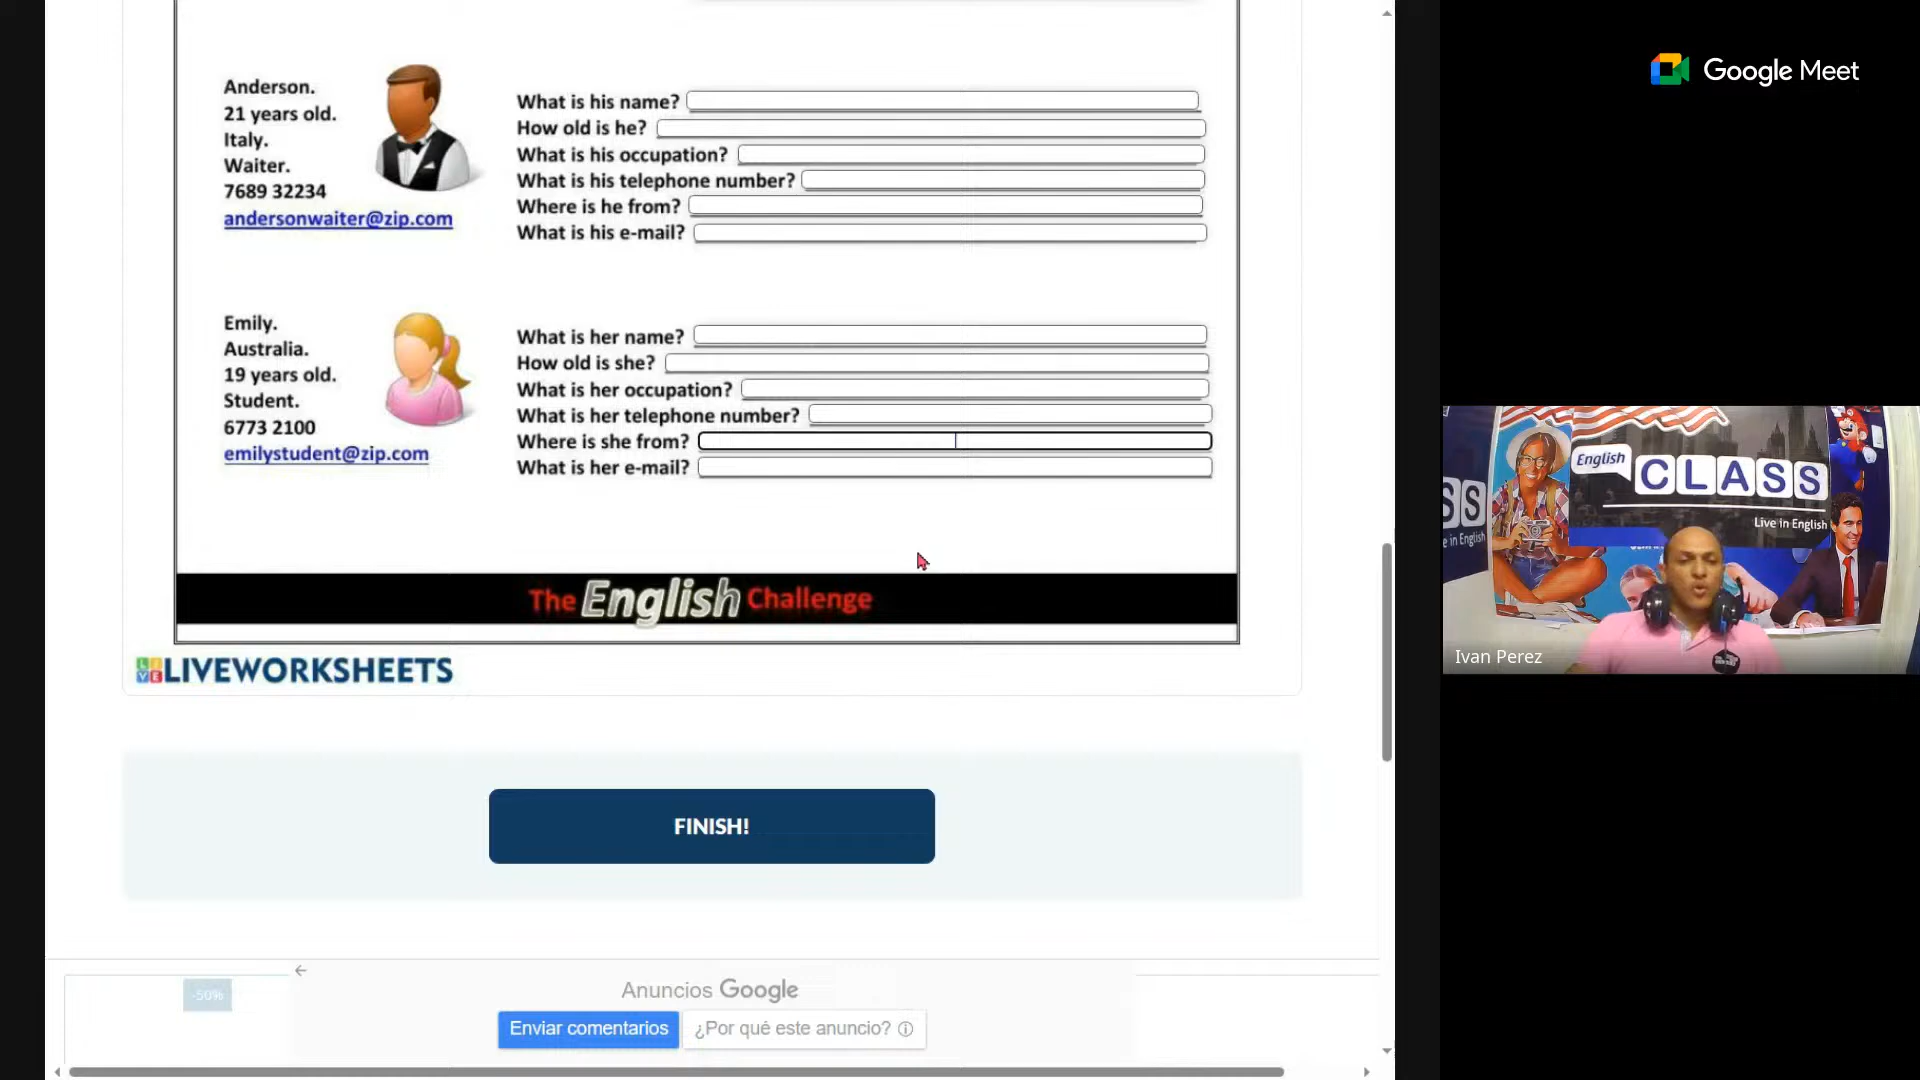 Google Meet
Anderson.
21 years old.
Italy.
Waiter.
7689 32234
andersonwaiter@zip.com
What is his name?
How old is he?
What is his occupation?
What is his telephone number?
Where is he from?
What is his e-mail?
Emily.
Australia.
19 years old.
Student.
6773 2100
emilystudent@zip.com
What is her name?
How old is she?
What is her occupation?
What is her telephone number?
Where is she from?
What is her e-mail?
The English Challenge
LIVEWORKSHEETS
FINISH!
-50%
Anuncios Google
Enviar comentarios
¿Por qué este anuncio?
English
CLASS
Live in English
SS
e in English
Ivan Perez